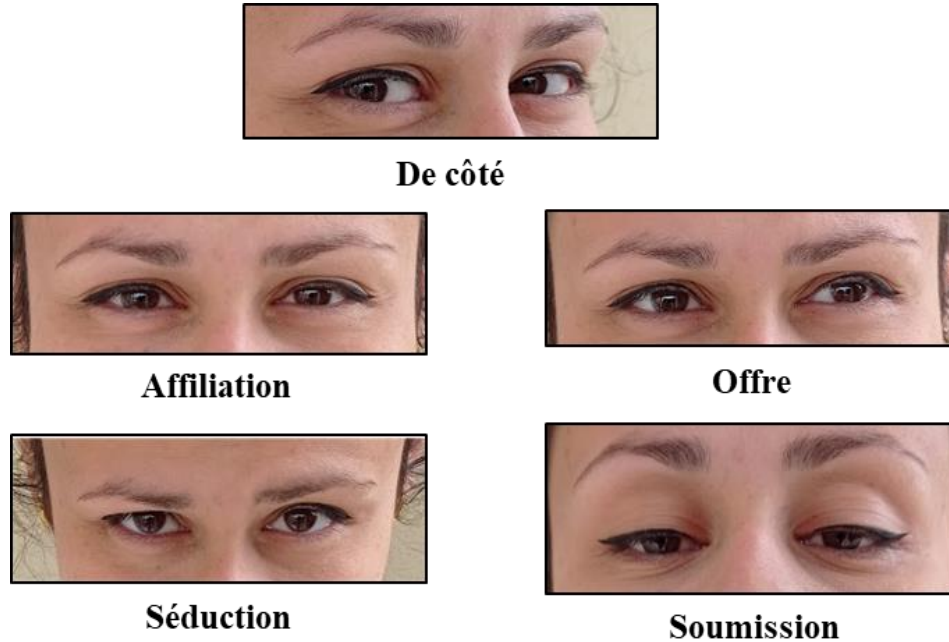 De côté
Affiliation
Offre
Séduction
Soumission